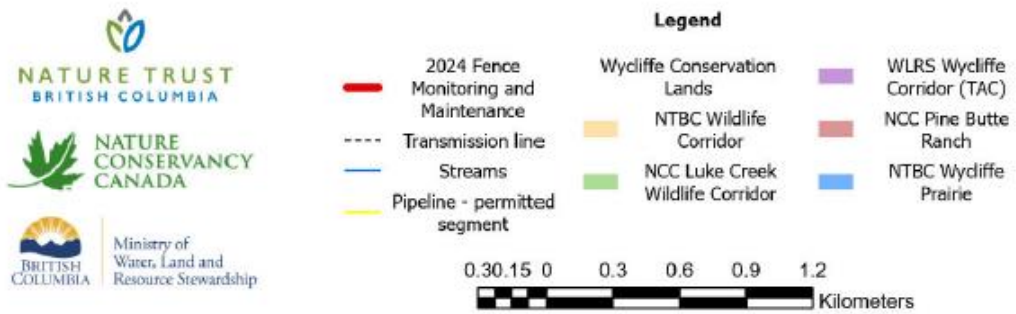 NATURE TRUST
BRITISH COLUMBIA
NATURE
CONSERVANCY
CANADA
BRITISH
COLUMBIA
Ministry of
Water, Land and
Resource Stewardship
Legend
2024 Fence
Monitoring and
Maintenance
Transmission line
Streams
Pipeline - permitted
segment
Wycliffe Conservation
Lands
NTBC Wildlife
Corridor
NCC Luke Creek
Wildlife Corridor
WLRS Wycliffe
Corridor (TAC)
NCC Pine Butte
Ranch
NTBC Wycliffe
Prairie
0.30.15 0 0.3 0.6 0.9 1.2
Kilometers